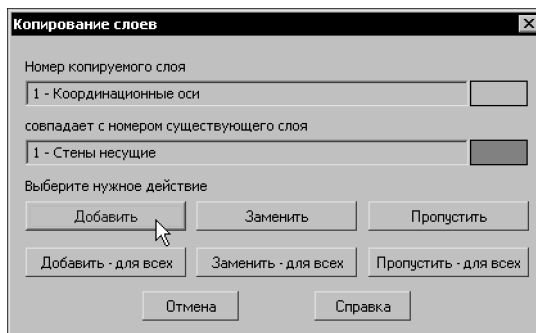 Копирование слоев
Номер копируемого слоя
1 - Координационные оси
совпадает с номером существующего слоя
1 - Стены несущие
Выберите нужное действие
Добавить Заменить Пропустить
Добавить - для всех Заменить - для всех Пропустить - для всех
Отмена Справка